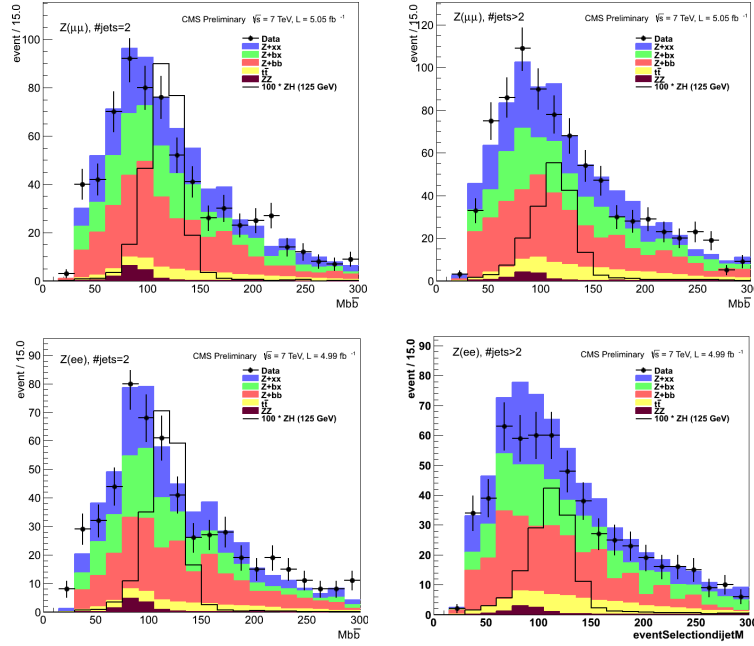 CMS Preliminary √s = 7 TeV, L = 5.05 fb⁻¹
Z(μμ), #jets=2
event / 15.0
Data
Z+xx
Z+bx
Z+bb
tt̅
ZZ
100 * ZH (125 GeV)
100
80
60
40
20
0
0 50 100 150 200 250 300
Mbb̅
CMS Preliminary √s = 7 TeV, L = 5.05 fb⁻¹
Z(μμ), #jets>2
event / 15.0
Data
Z+xx
Z+bx
Z+bb
tt̅
ZZ
100 * ZH (125 GeV)
120
100
80
60
40
20
0
0 50 100 150 200 250 300
Mbb̅
Z(ee), #jets=2
CMS Preliminary √s = 7 TeV, L = 4.99 fb⁻¹
event / 15.0
Data
Z+xx
Z+bx
Z+bb
tt̅
ZZ
100 * ZH (125 GeV)
90
80
70
60
50
40
30
20
10
0
0 50 100 150 200 250 300
Mbb̅
Z(ee), #jets>2
CMS Preliminary √s = 7 TeV, L = 4.99 fb⁻¹
event / 15.0
Data
Z+xx
Z+bx
Z+bb
tt̅
ZZ
100 * ZH (125 GeV)
90
80
70
60
50
40
30
20
10
0
0 50 100 150 200 250 300
eventSelectiondijetM